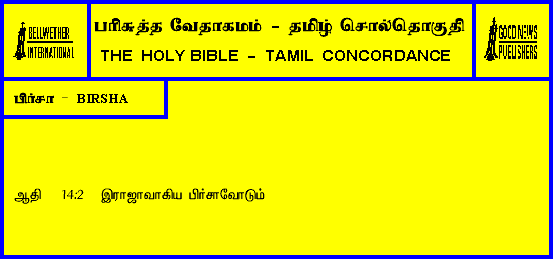 BELLWETHER
INTERNATIONAL
பரிசுத்த வேதாகமம் - தமிழ் சொல்தொகுதி
THE HOLY BIBLE - TAMIL CONCORDANCE
GOOD NEWS
PUBLISHERS
பிர்சா - BIRSHA
ஆதி 14:2 இராஜாவாகிய பிர்சாவோடும்